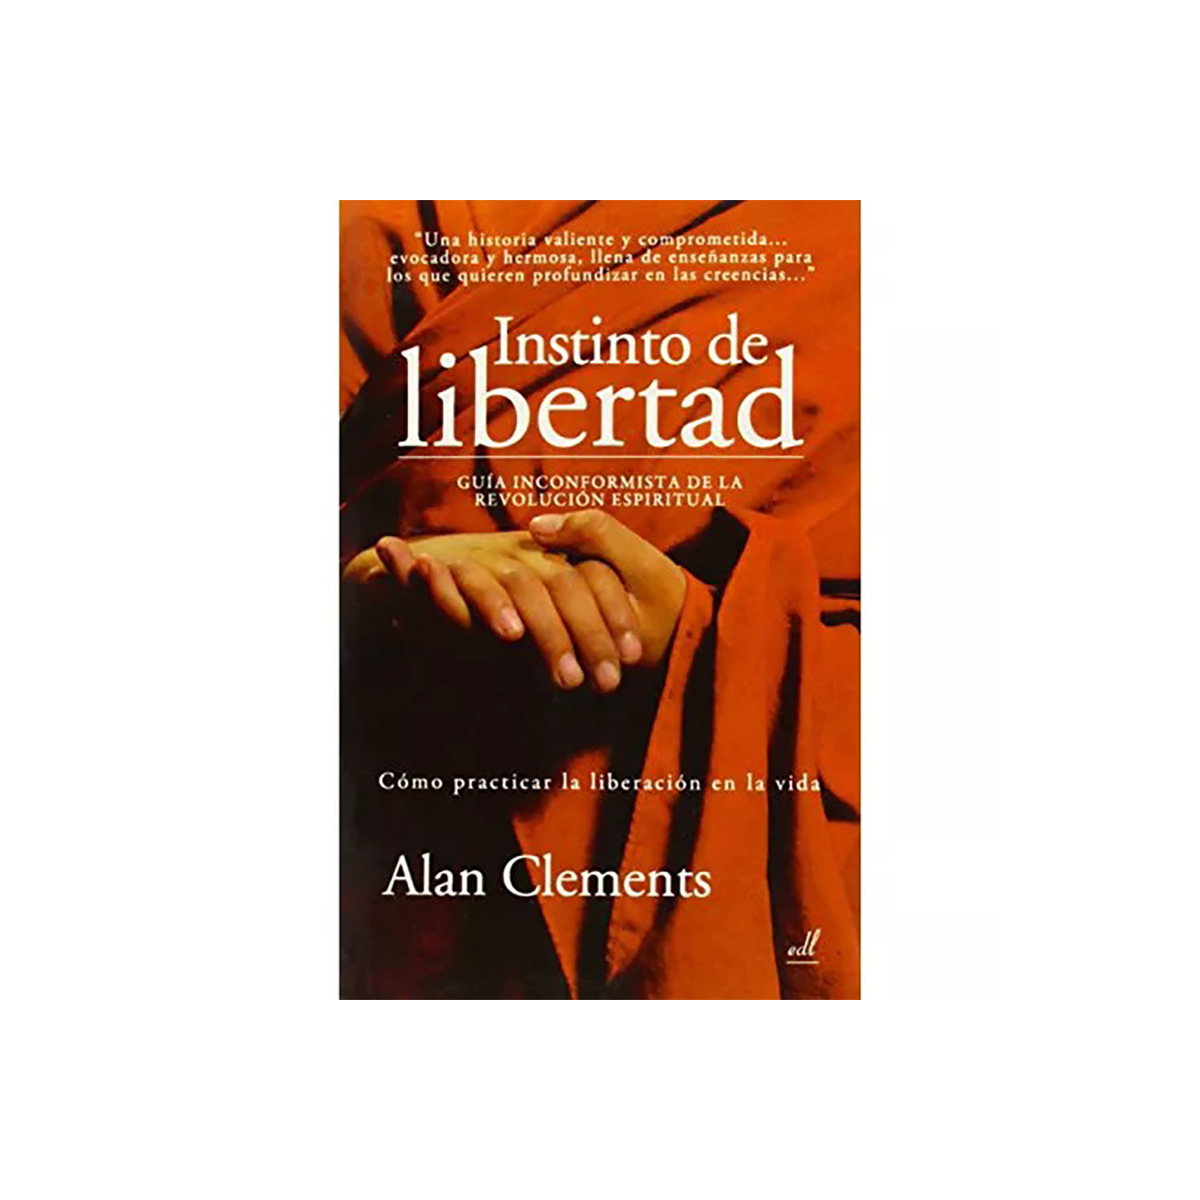 "Una historia valiente y comprometida...
evocadora y hermosa, llena de enseñanzas para
los que quieren profundizar en las creencias..."
Instinto de
libertad
GUÍA INCONFORMISTA DE LA
REVOLUCIÓN ESPIRITUAL
Cómo practicar la liberación en la vida
Alan Clements
edl